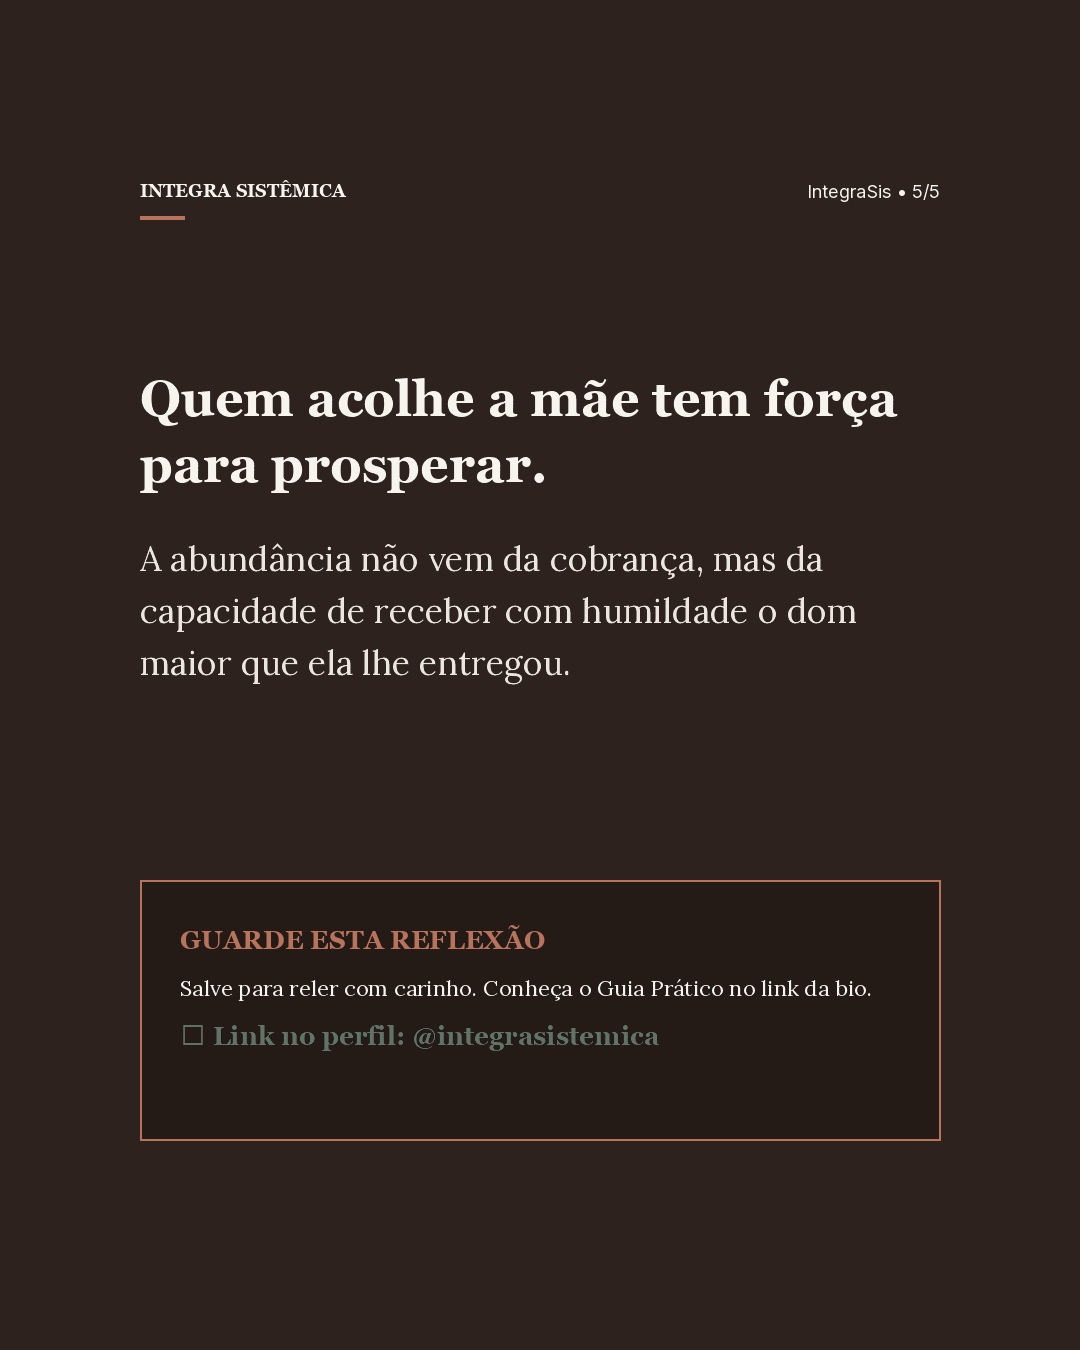 INTEGRA SISTÊMICA
IntegraSis • 5/5
Quem acolhe a mãe tem força
para prosperar.
A abundância não vem da cobrança, mas da
capacidade de receber com humildade o dom
maior que ela lhe entregou.
GUARDE ESTA REFLEXÃO
Salve para reler com carinho. Conheça o Guia Prático no link da bio.
☐ Link no perfil: @integrasistemica